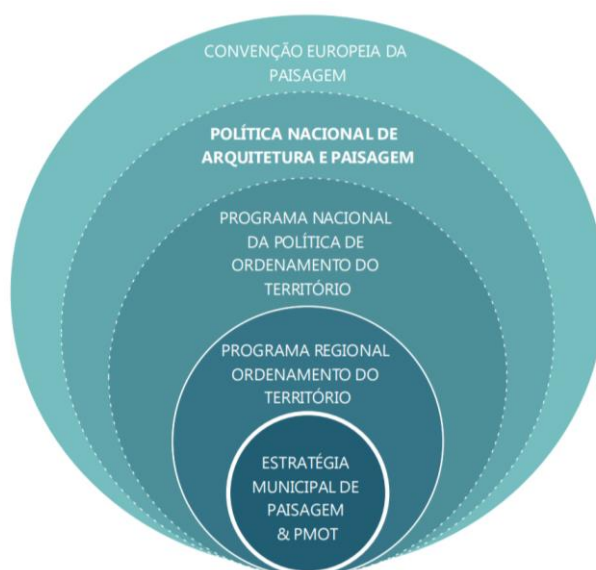 CONVENÇÃO EUROPEIA DA
PAISAGEM
POLÍTICA NACIONAL DE
ARQUITETURA E PAISAGEM
PROGRAMA NACIONAL
DA POLÍTICA DE
ORDENAMENTO DO
TERRITÓRIO
PROGRAMA REGIONAL
ORDENAMENTO DO
TERRITÓRIO
ESTRATÉGIA
MUNICIPAL DE
PAISAGEM
& PMOT